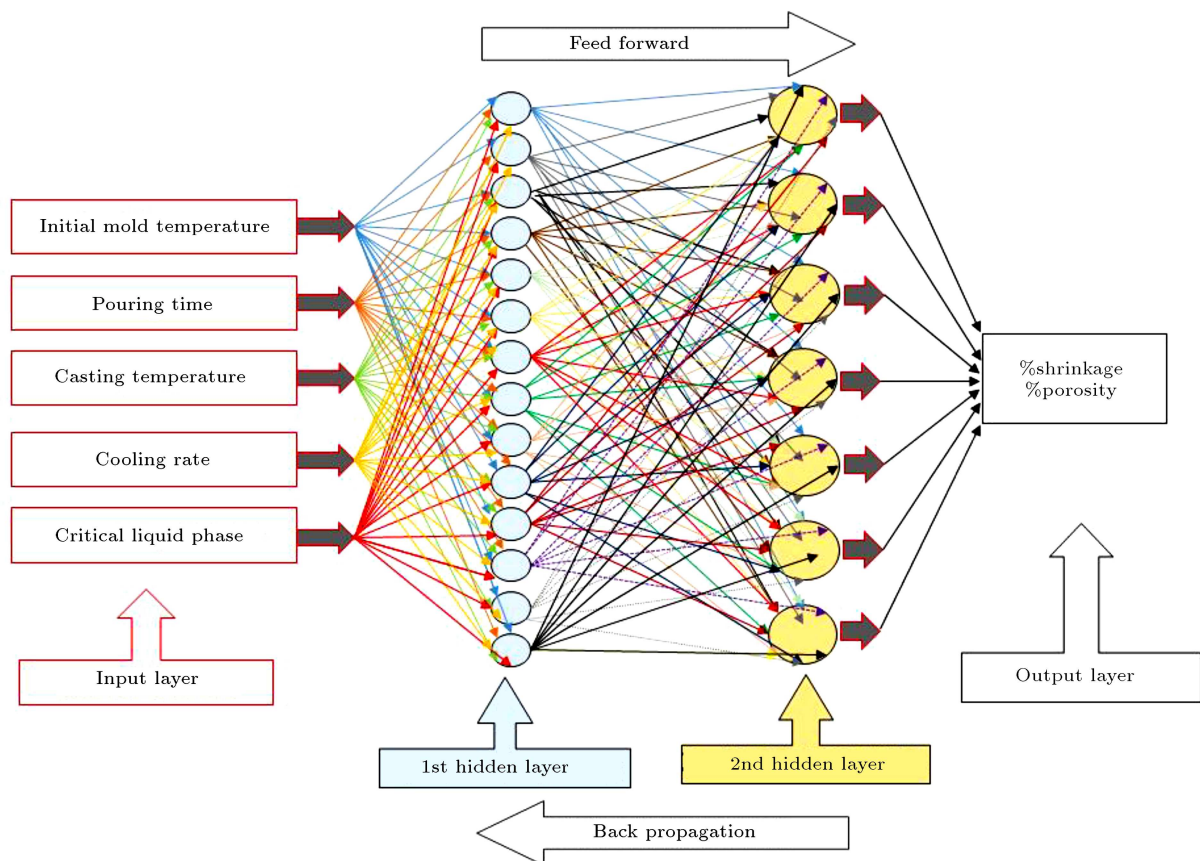 Feed forward
Initial mold temperature
Pouring time
Casting temperature
Cooling rate
Critical liquid phase
%shrinkage
%porosity
Input layer
Output layer
1st hidden layer
2nd hidden layer
Back propagation